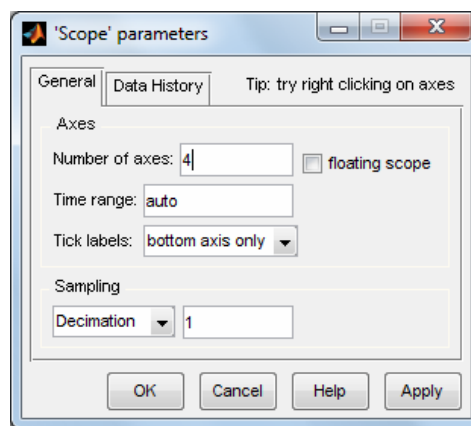 'Scope' parameters
General Data History Tip: try right clicking on axes
Axes
Number of axes: 4 floating scope
Time range: auto
Tick labels: bottom axis only
Sampling
Decimation 1
OK Cancel Help Apply